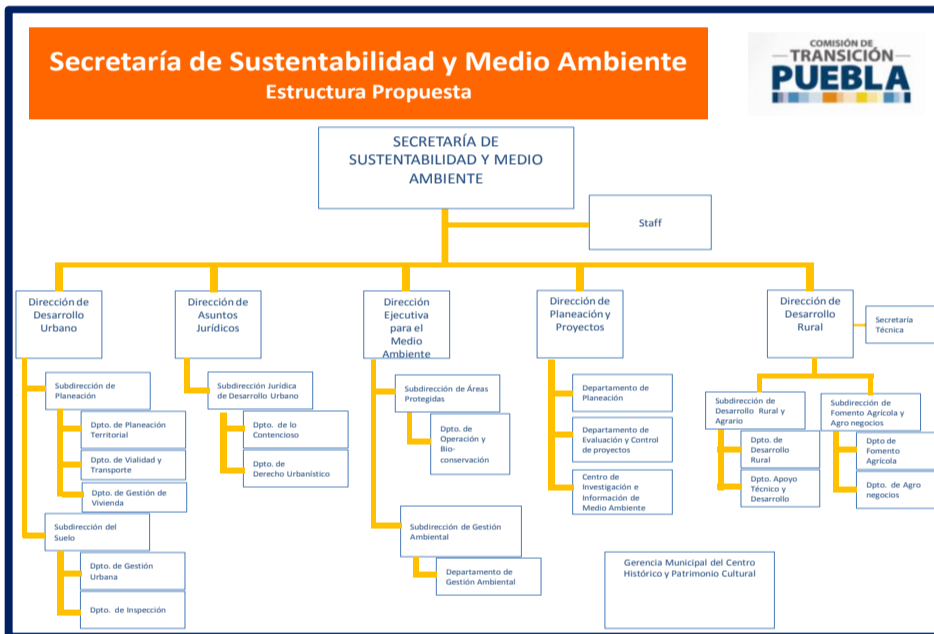 Secretaría de Sustentabilidad y Medio Ambiente
Estructura Propuesta
COMISIÓN DE
TRANSICIÓN
PUEBLA
SECRETARÍA DE
SUSTENTABILIDAD Y MEDIO
AMBIENTE
Staff
Dirección de
Desarrollo
Urbano
Dirección de
Asuntos
Jurídicos
Dirección
Ejecutiva
para el
Medio
Ambiente
Dirección de
Planeación y
Proyectos
Dirección de
Desarrollo
Rural
Secretaría
Técnica
Subdirección de
Planeación
Dpto. de Planeación
Territorial
Dpto. de Vialidad y
Transporte
Dpto. de Gestión de
Vivienda
Subdirección del
Suelo
Dpto. de Gestión
Urbana
Dpto. de Inspección
Subdirección Jurídica
de Desarrollo Urbano
Dpto. de lo
Contencioso
Dpto. de
Derecho Urbanístico
Subdirección de Áreas
Protegidas
Dpto. de
Operación y
Bio-
conservación
Subdirección de Gestión
Ambiental
Departamento de
Gestión Ambiental
Departamento de
Planeación
Departamento de
Evaluación y Control
de proyectos
Centro de
Investigación e
Información de
Medio Ambiente
Subdirección de
Desarrollo Rural y
Agrario
Dpto. de
Desarrollo
Rural
Dpto. Apoyo
Técnico y
Desarrollo
Subdirección de
Fomento Agrícola y
Agro negocios
Dpto de
Fomento
Agrícola
Dpto. de Agro
negocios
Gerencia Municipal del Centro
Histórico y Patrimonio Cultural